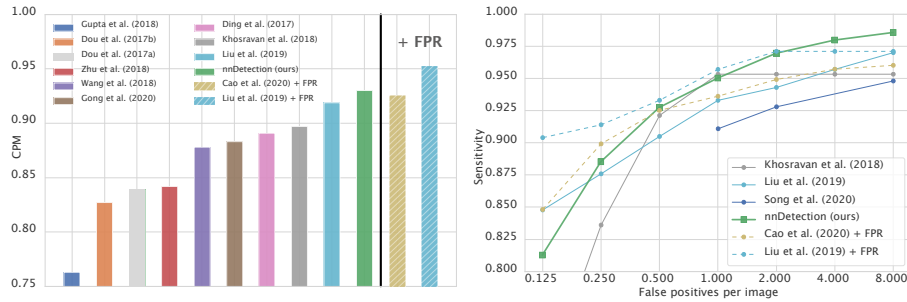 1.00
0.95
0.90
0.85
0.80
0.75
CPM
Gupta et al. (2018)
Dou et al. (2017b)
Dou et al. (2017a)
Zhu et al. (2018)
Wang et al. (2018)
Gong et al. (2020)
Ding et al. (2017)
Khosravan et al. (2018)
Liu et al. (2019)
nnDetection (ours)
Cao et al. (2020) + FPR
Liu et al. (2019) + FPR
+ FPR
1.000
0.975
0.950
0.925
0.900
0.875
0.850
0.825
0.800
Sensitivity
Khosravan et al. (2018)
Liu et al. (2019)
Song et al. (2020)
nnDetection (ours)
Cao et al. (2020) + FPR
Liu et al. (2019) + FPR
0.125 0.250 0.500 1.000 2.000 4.000 8.000
False positives per image